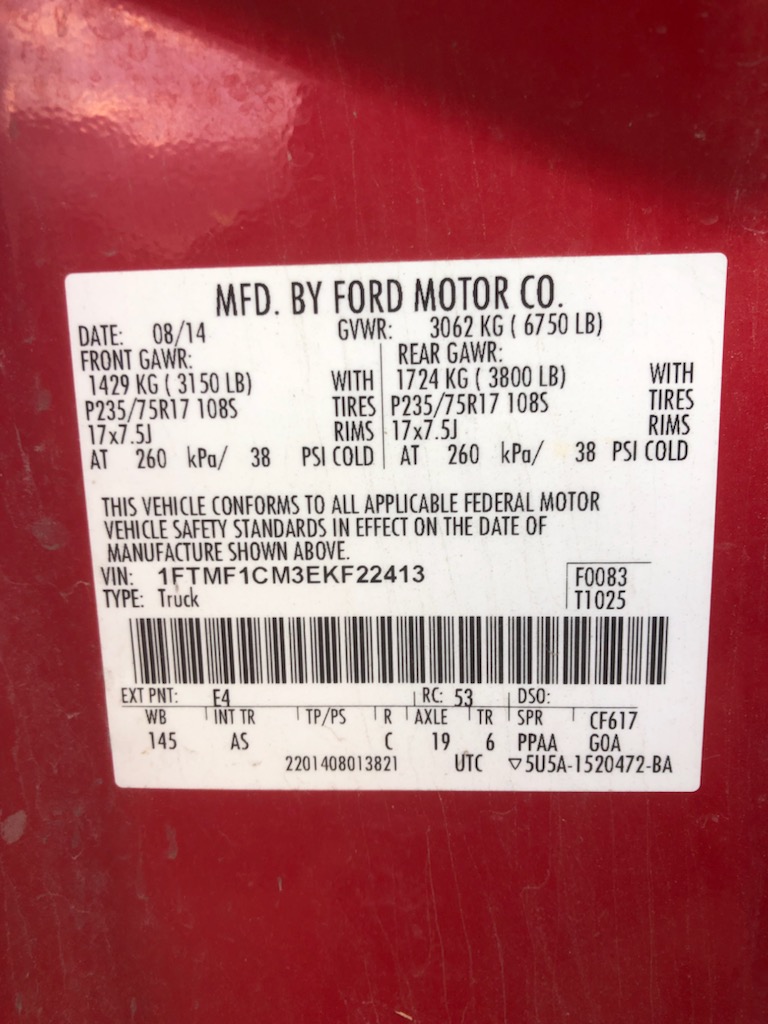 MFD. BY FORD MOTOR CO.
DATE: 08/14 GVWR: 3062 KG ( 6750 LB)
FRONT GAWR: REAR GAWR:
1429 KG ( 3150 LB) WITH 1724 KG ( 3800 LB) WITH
P235/75R17 108S TIRES P235/75R17 108S TIRES
17x7.5J RIMS 17x7.5J RIMS
AT 260 kPa/ 38 PSI COLD AT 260 kPa/ 38 PSI COLD
THIS VEHICLE CONFORMS TO ALL APPLICABLE FEDERAL MOTOR
VEHICLE SAFETY STANDARDS IN EFFECT ON THE DATE OF
MANUFACTURE SHOWN ABOVE.
VIN: 1FTMF1CM3EKF22413 F0083
TYPE: Truck T1025
EXT PNT: E4 RC: 53 DSO:
WB INT TR TP/PS R AXLE TR SPR CF617
145 AS C 19 6 PPAA GOA
2201408013821 UTC ▽5U5A-1520472-BA